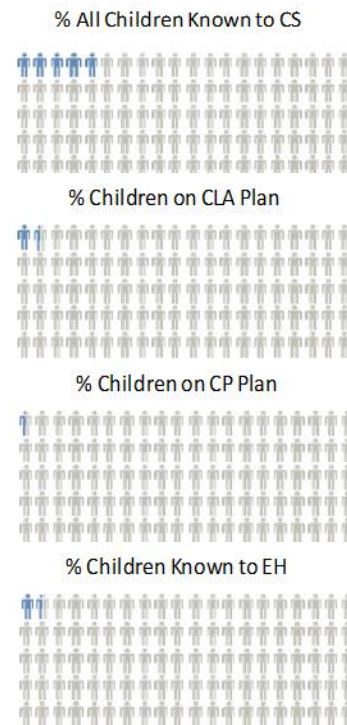 % All Children Known to CS
% Children on CLA Plan
% Children on CP Plan
% Children Known to EH